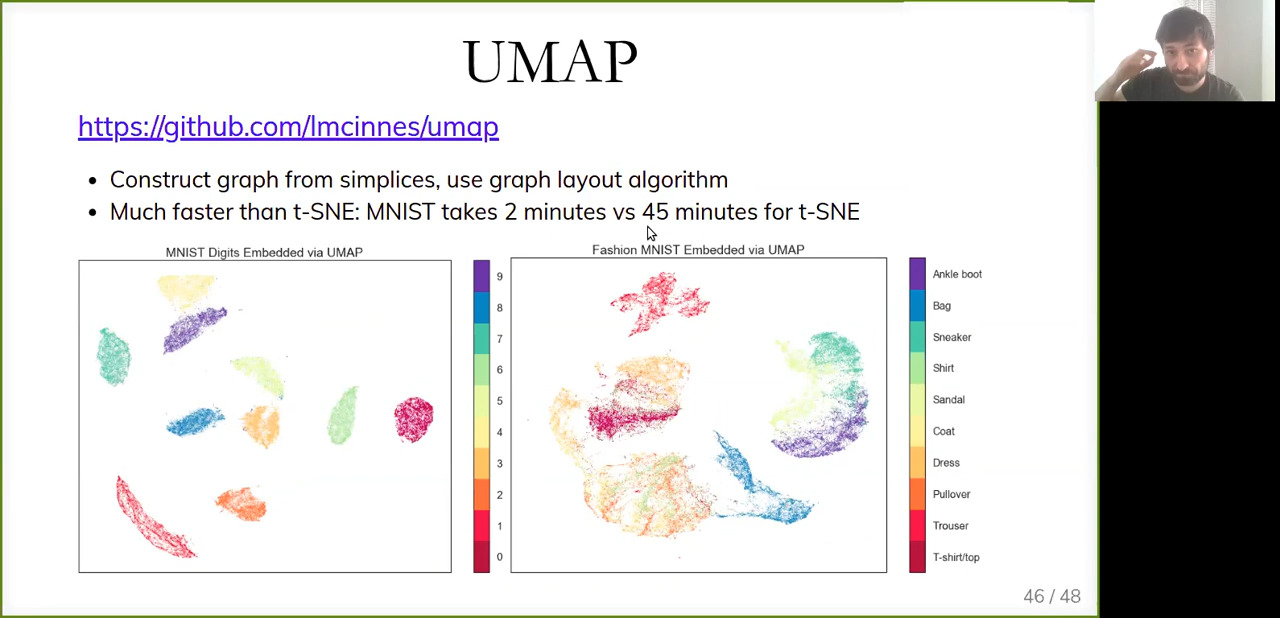 UMAP
https://github.com/lmcinnes/umap
• Construct graph from simplices, use graph layout algorithm
• Much faster than t-SNE: MNIST takes 2 minutes vs 45 minutes for t-SNE
MNIST Digits Embedded via UMAP
9
8
7
6
5
4
3
2
1
0
Fashion MNIST Embedded via UMAP
Ankle boot
Bag
Sneaker
Shirt
Sandal
Coat
Dress
Pullover
Trouser
T-shirt/top
46 / 48